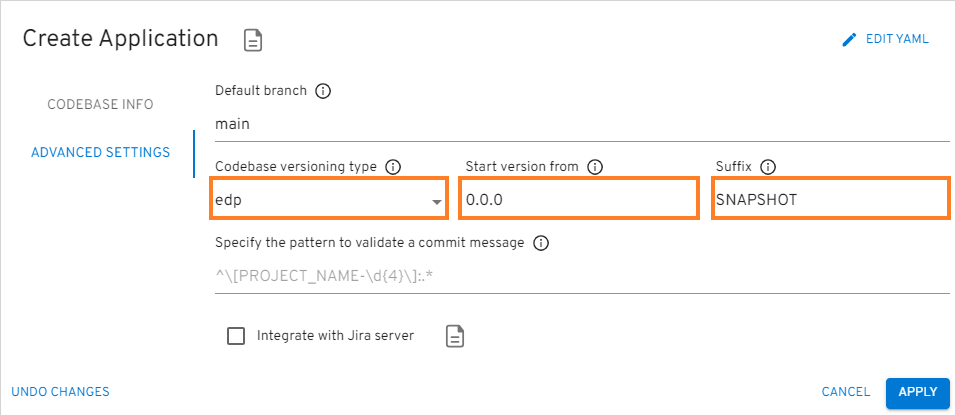 Create Application
EDIT YAML
CODEBASE INFO
ADVANCED SETTINGS
Default branch
main
Codebase versioning type
Start version from
Suffix
edp
0.0.0
SNAPSHOT
Specify the pattern to validate a commit message
^\[PROJECT_NAME-\d{4}\]:.*
Integrate with Jira server
UNDO CHANGES
CANCEL
APPLY